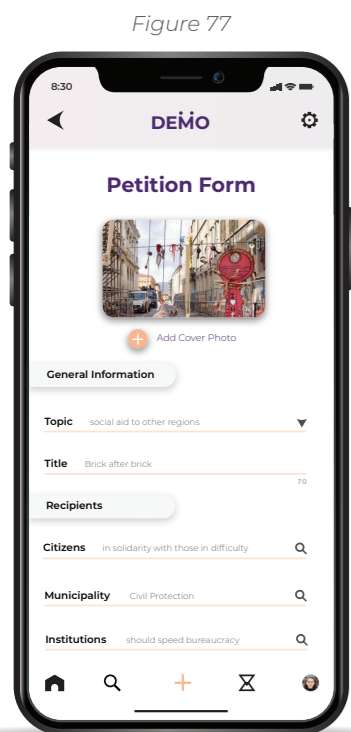 Figure 77
8:30
DEMO
Petition Form
Add Cover Photo
General Information
Topic social aid to other regions
Title Brick after brick
70
Recipients
Citizens in solidarity with those in difficulty
Municipality Civil Protection
Institutions should speed bureaucracy